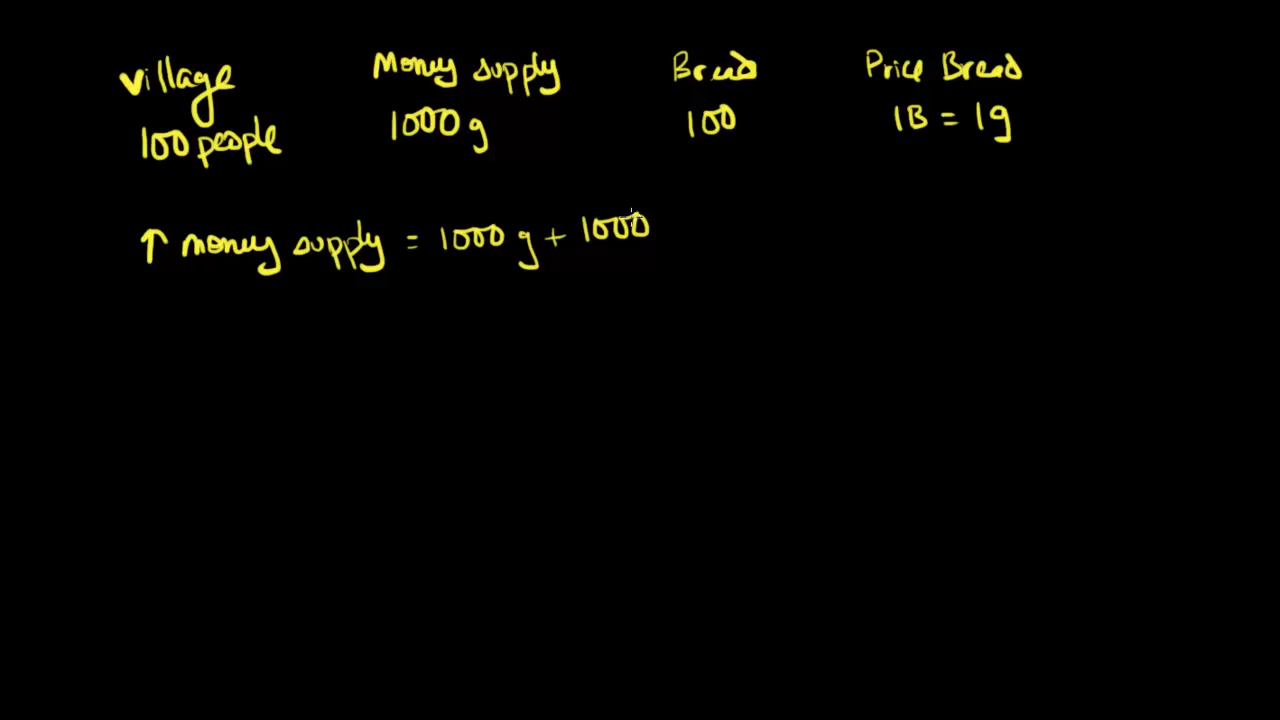 Village Money supply Bread Price Bread
100 people 1000 g 100 1B = 1g
↑ money supply = 1000 g + 1000